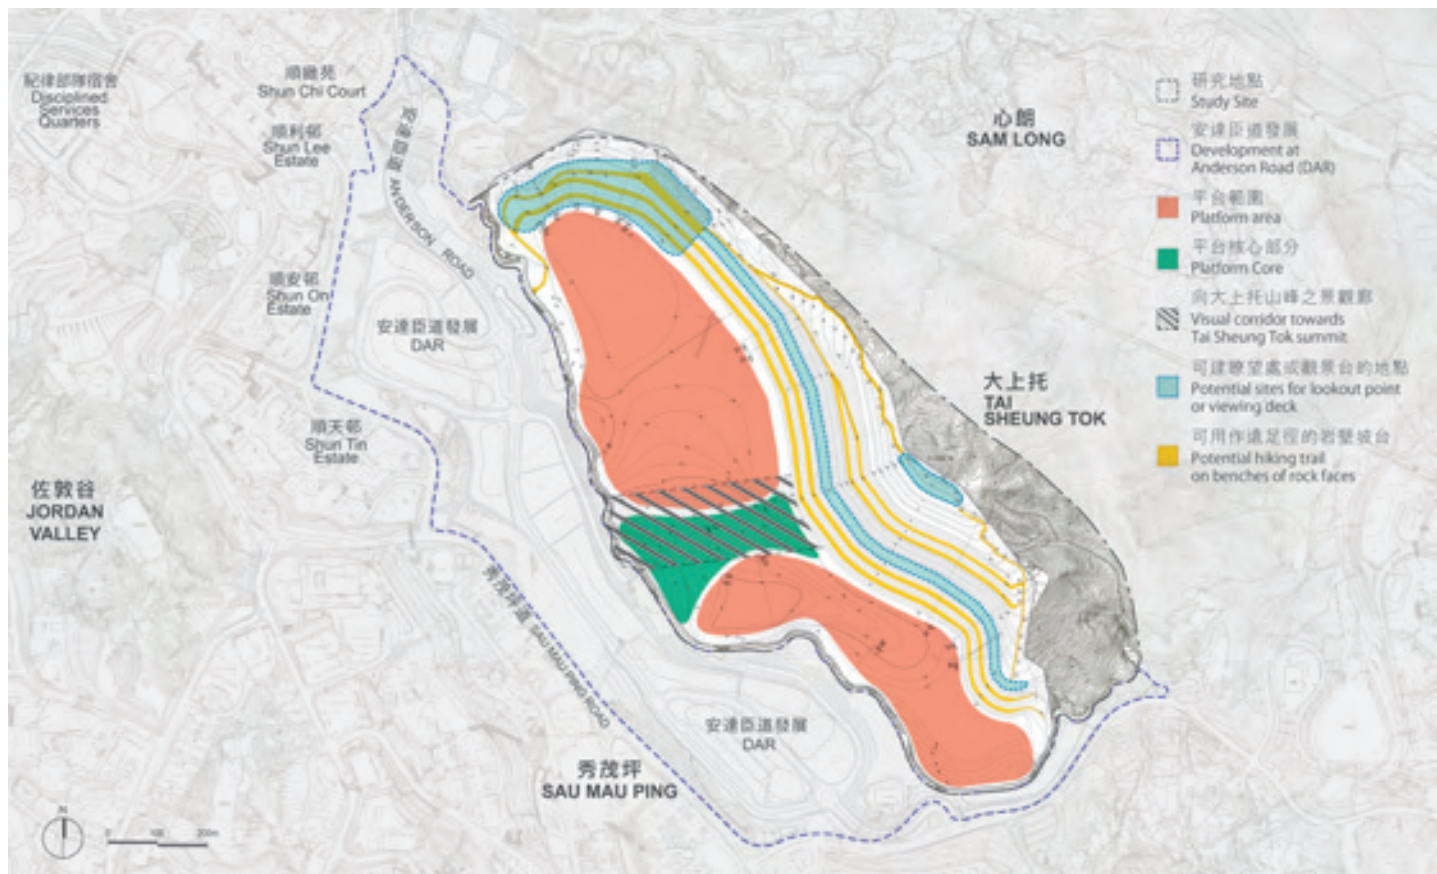 紀律部隊宿舍
Disciplined
Services
Quarters
順緻苑
Shun Chi Court
順利邨
Shun Lee
Estate
安達臣道 ANDERSON ROAD
順安邨
Shun On
Estate
安達臣道發展
DAR
順天邨
Shun Tin
Estate
佐敦谷
JORDAN
VALLEY
秀茂坪道 SAU MAU PING ROAD
秀茂坪
SAU MAU PING
安達臣道發展
DAR
心朗
SAM LONG
大上托
TAI
SHEUNG TOK
研究地點
Study Site
安達臣道發展
Development at
Anderson Road (DAR)
平台範圍
Platform area
平台核心部分
Platform Core
向大上托山峰之景觀廊
Visual corridor towards
Tai Sheung Tok summit
可建瞭望處或觀景台的地點
Potential sites for lookout point
or viewing deck
可用作遠足徑的岩壁坡台
Potential hiking trail
on benches of rock faces
N
0 100 200m